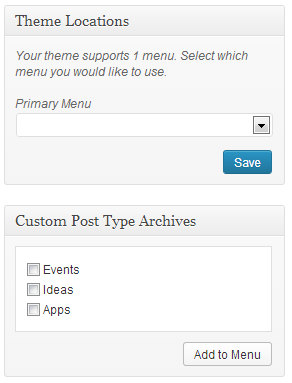 Theme Locations
Your theme supports 1 menu. Select which
menu you would like to use.
Primary Menu
Save
Custom Post Type Archives
Events
Ideas
Apps
Add to Menu